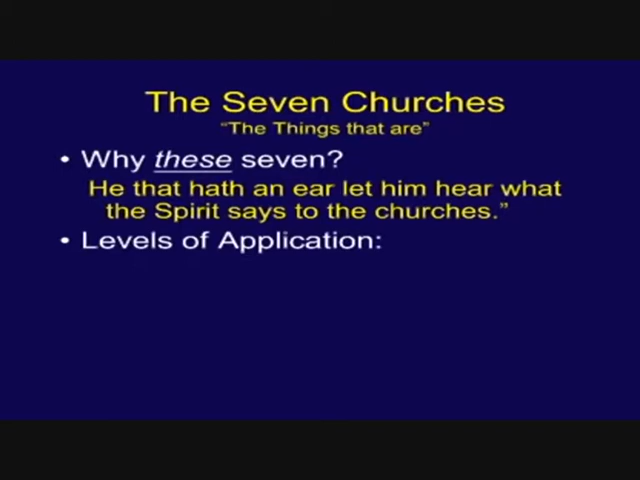 The Seven Churches
“The Things that are”
• Why these seven?
He that hath an ear let him hear what
the Spirit says to the churches.”
• Levels of Application: